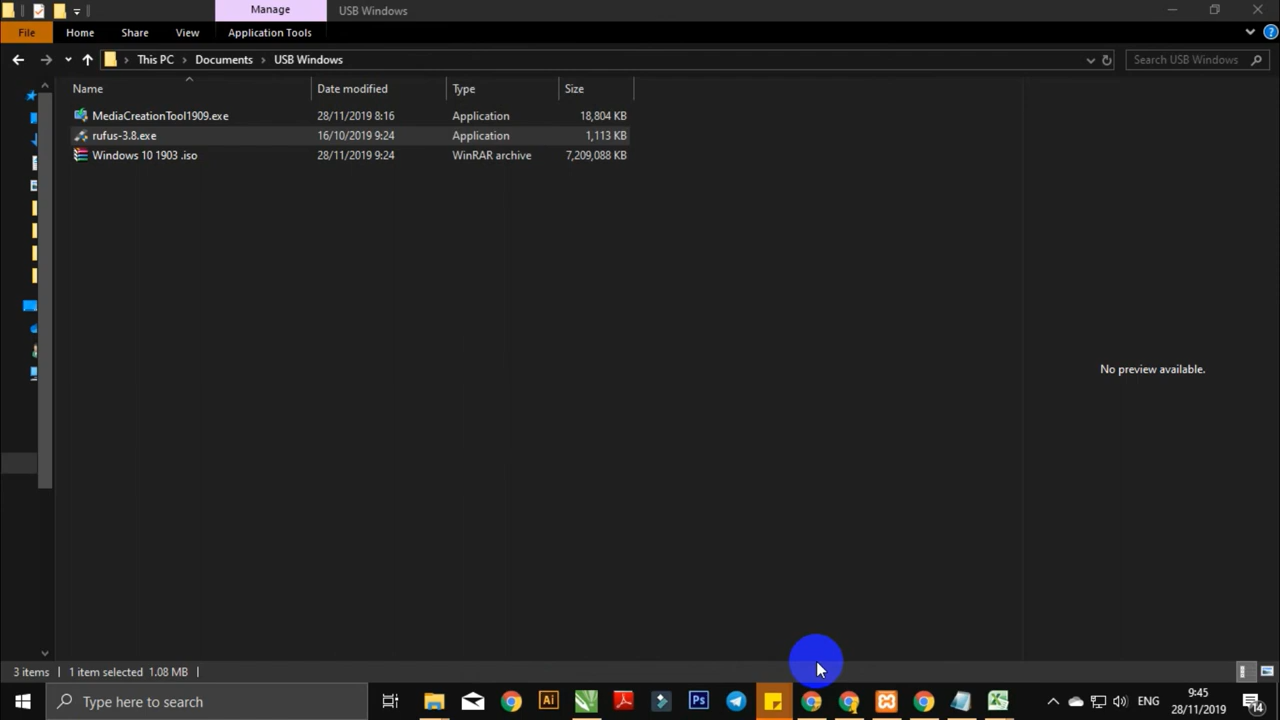 Manage
USB Windows
File
Home
Share
View
Application Tools
This PC
Documents
USB Windows
Search USB Windows
Name
Date modified
Type
Size
MediaCreationTool1909.exe
28/11/2019 8:16
Application
18,804 KB
rufus-3.8.exe
16/10/2019 9:24
Application
1,113 KB
Windows 10 1903 .iso
28/11/2019 9:24
WinRAR archive
7,209,088 KB
No preview available.
3 items
1 item selected 1.08 MB
Type here to search
Ai
Ps
ENG
9:45
28/11/2019
14